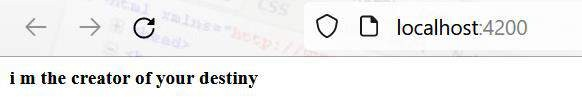 localhost:4200
i m the creator of your destiny